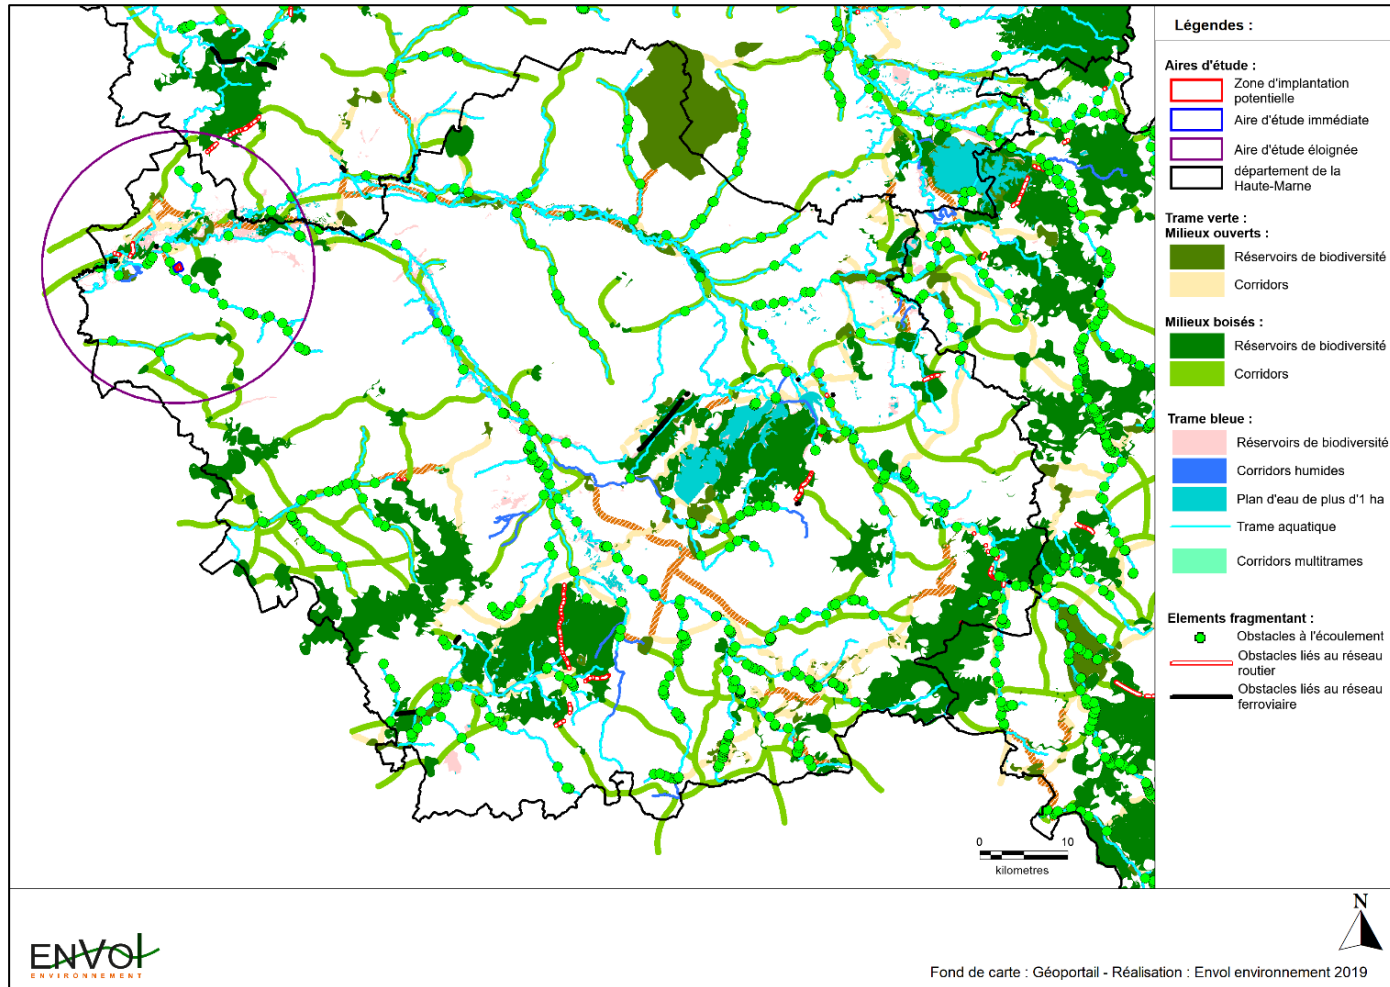 Légendes :
Aires d'étude :
Zone d'implantation
potentielle
Aire d'étude immédiate
Aire d'étude éloignée
département de la
Haute-Marne
Trame verte :
Milieux ouverts :
Réservoirs de biodiversité
Corridors
Milieux boisés :
Réservoirs de biodiversité
Corridors
Trame bleue :
Réservoirs de biodiversité
Corridors humides
Plan d'eau de plus d'1 ha
Trame aquatique
Corridors multitrames
Elements fragmentant :
Obstacles à l'écoulement
Obstacles liés au réseau
routier
Obstacles liés au réseau
ferroviaire
0 10
kilometres
N
ENVOl
ENVIRONNEMENT
Fond de carte : Géoportail - Réalisation : Envol environnement 2019